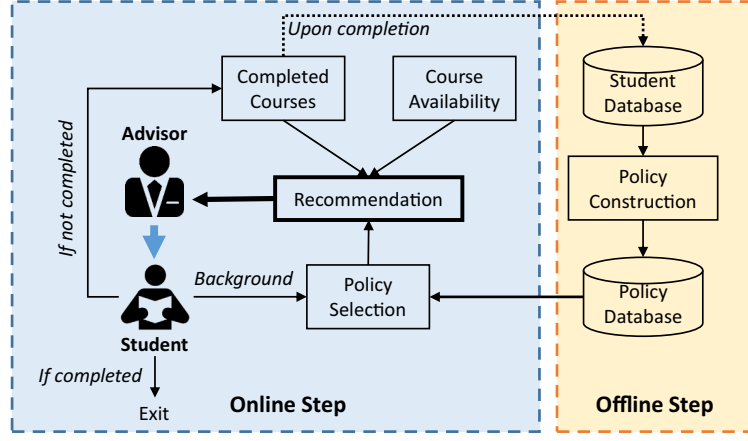 Upon completion
Completed
Courses
Course
Availability
Student
Database
If not completed
Advisor
Recommendation
Policy
Construction
Background
Policy
Selection
Policy
Database
Student
If completed
Exit
Online Step
Offline Step